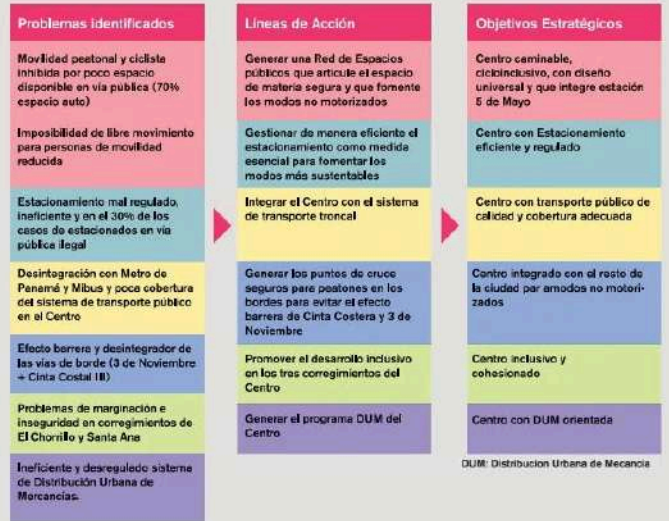 Problemas identificados
Movilidad peatonal y ciclista
inhibida por poco espacio
disponible en vía pública (70%
espacio auto)
Imposibilidad de libre movimiento
para personas de movilidad
reducida
Estacionamiento mal regulado,
ineficiente y en el 30% de los
casos de estacionados en vía
pública ilegal
Desintegración con Metro de
Panamá y Mibus y poca cobertura
del sistema de transporte público
en el Centro
Efecto barrera y desintegrador de
las vías de borde (3 de Noviembre
+ Cinta Costal III)
Problemas de marginación e
inseguridad en corregimientos de
El Chorrillo y Santa Ana
Ineficiente y desregulado sistema
de Distribución Urbana de
Mercancías.
Líneas de Acción
Generar una Red de Espacios
públicos que articule el espacio
de materia segura y que fomente
los modos no motorizados
Gestionar de manera eficiente el
estacionamiento como medida
esencial para fomentar los
modos más sustentables
Integrar el Centro con el sistema
de transporte troncal
Generar los puntos de cruce
seguros para peatones en los
bordes para evitar el efecto
barrera de Cinta Costera y 3 de
Noviembre
Promover el desarrollo inclusivo
en los tres corregimientos del
Centro
Generar el programa DUM del
Centro
Objetivos Estratégicos
Centro caminable,
cicloinclusivo, con diseño
universal y que integre estación
5 de Mayo
Centro con Estacionamiento
eficiente y regulado
Centro con transporte público de
calidad y cobertura adecuada
Centro integrado con el resto de
la ciudad par amodos no motori-
zados
Centro inclusivo y
cohesionado
Centro con DUM orientada
DUM: Distribucion Urbana de Mecancia